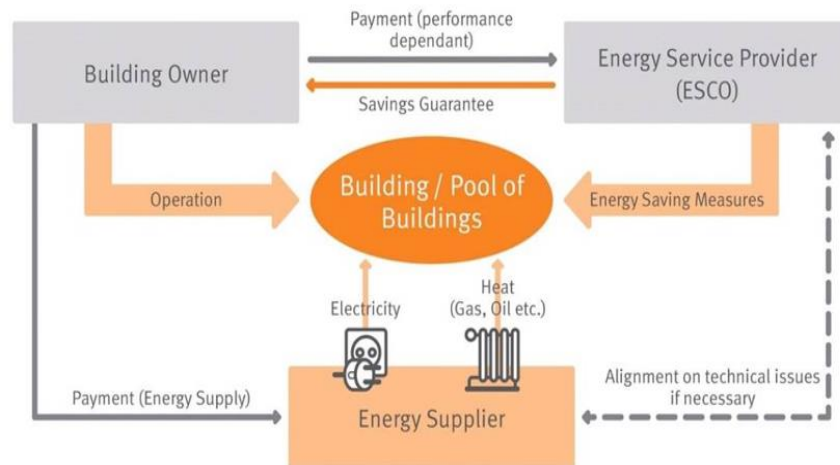 Payment (performance
dependant)
Building Owner
Energy Service Provider
(ESCO)
Savings Guarantee
Operation
Building / Pool of
Buildings
Energy Saving Measures
Electricity
Heat
(Gas, Oil etc.)
Payment (Energy Supply)
Energy Supplier
Alignment on technical issues
if necessary